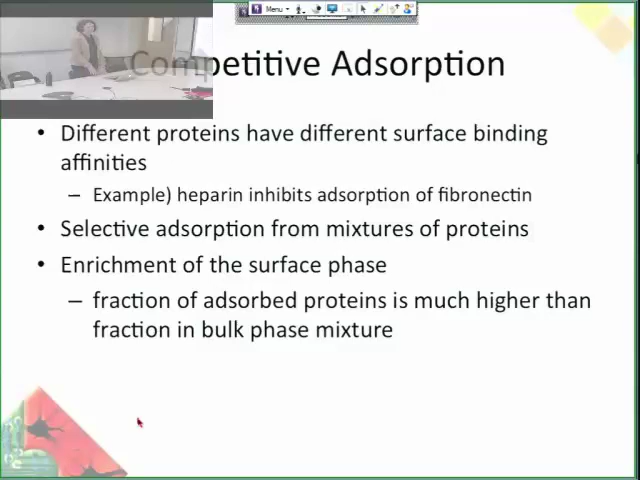 Menu
Competitive Adsorption
• Different proteins have different surface binding
affinities
– Example) heparin inhibits adsorption of fibronectin
• Selective adsorption from mixtures of proteins
• Enrichment of the surface phase
– fraction of adsorbed proteins is much higher than
fraction in bulk phase mixture